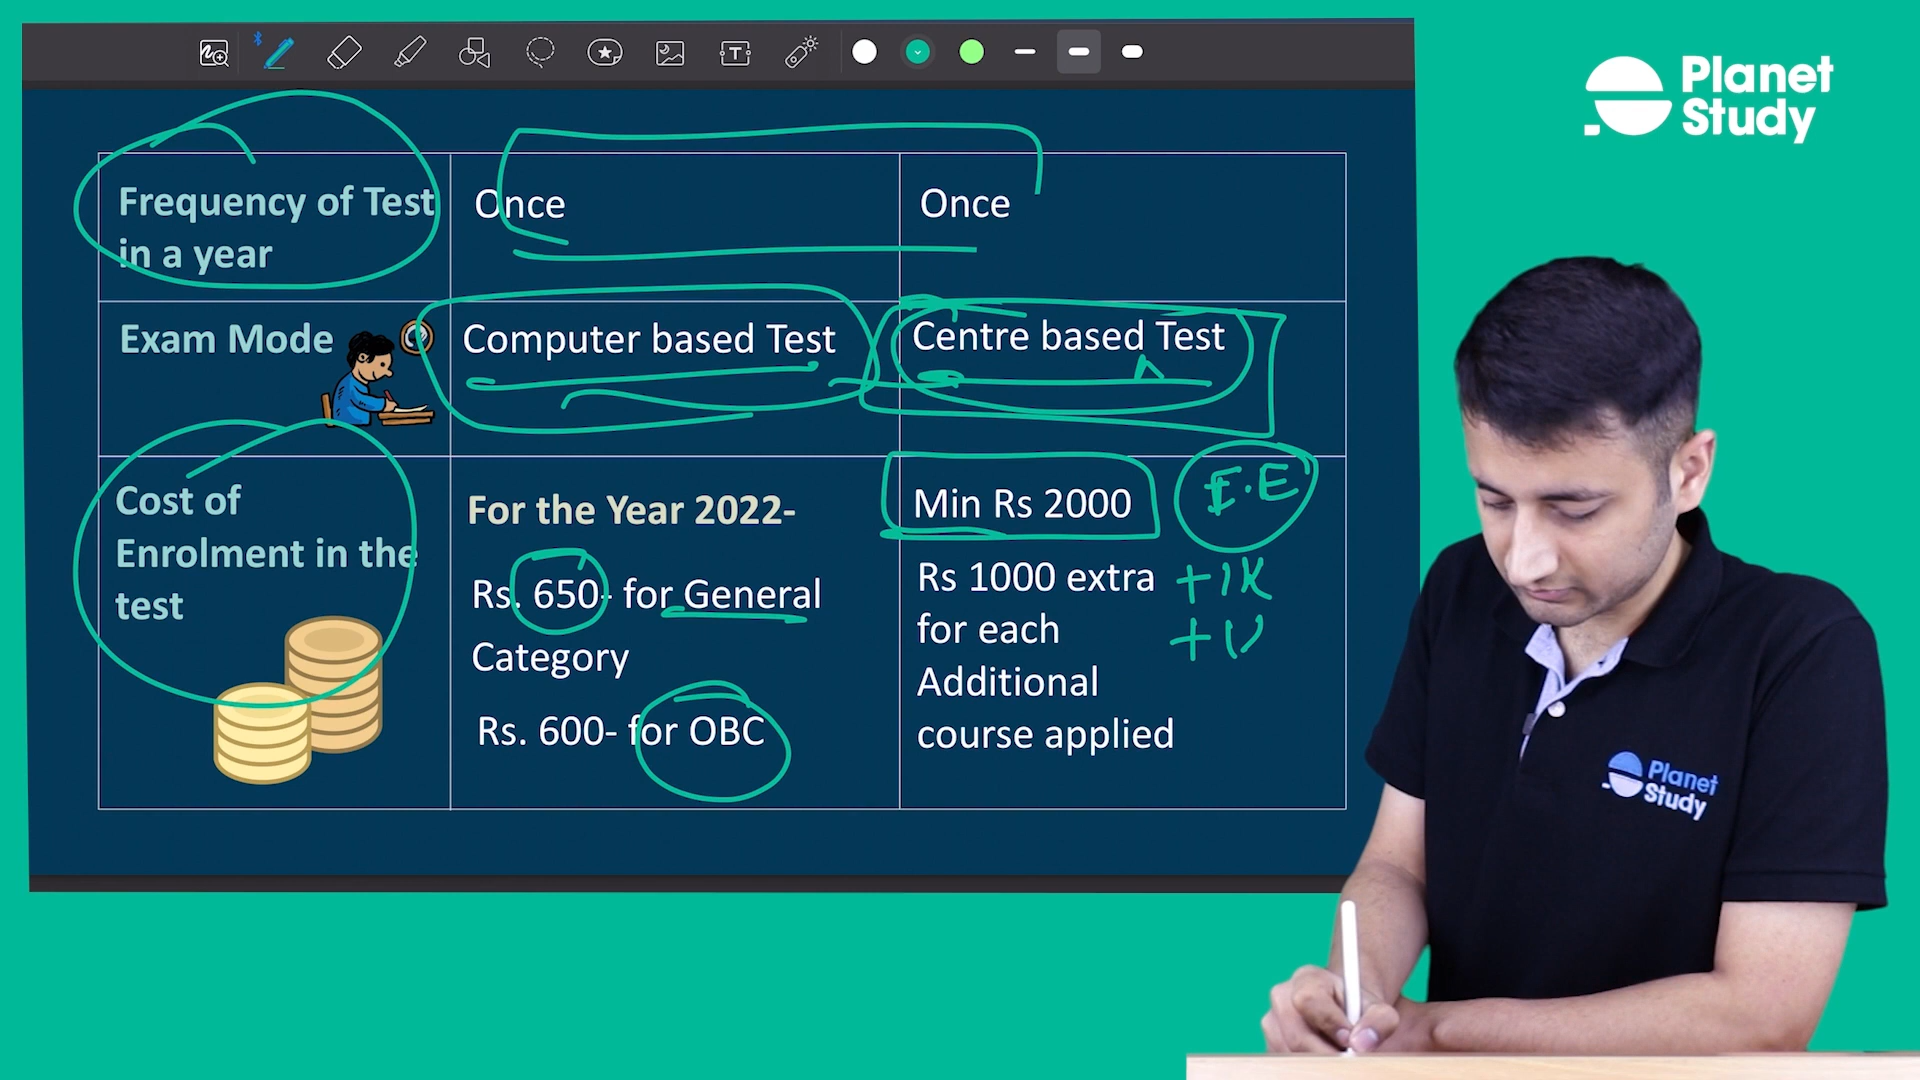 Planet
Study
Frequency of Test
in a year
Once
Once
Exam Mode
Computer based Test
Centre based Test
Cost of
Enrolment in the
test
For the Year 2022-
Rs. 650- for General
Category
Rs. 600- for OBC
Min Rs 2000
E.E
Rs 1000 extra
for each
Additional
course applied
+1K
Planet
Study